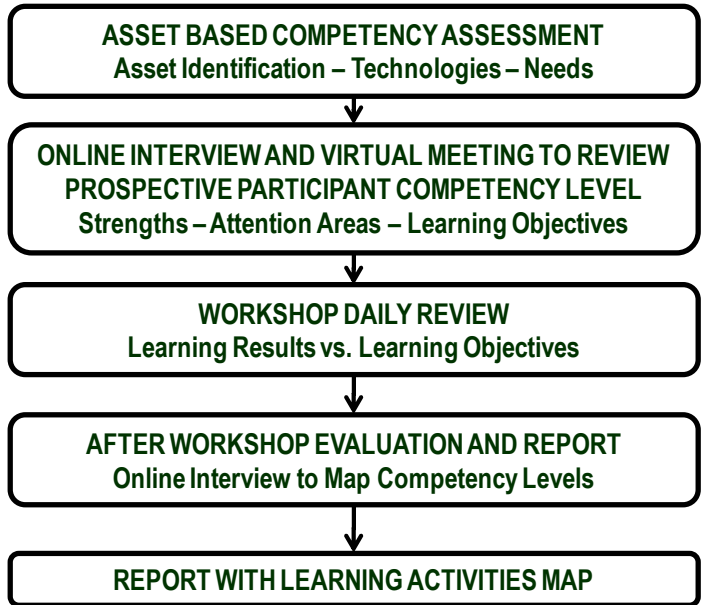 ASSET BASED COMPETENCY ASSESSMENT
Asset Identification – Technologies – Needs
ONLINE INTERVIEW AND VIRTUAL MEETING TO REVIEW
PROSPECTIVE PARTICIPANT COMPETENCY LEVEL
Strengths – Attention Areas – Learning Objectives
WORKSHOP DAILY REVIEW
Learning Results vs. Learning Objectives
AFTER WORKSHOP EVALUATION AND REPORT
Online Interview to Map Competency Levels
REPORT WITH LEARNING ACTIVITIES MAP